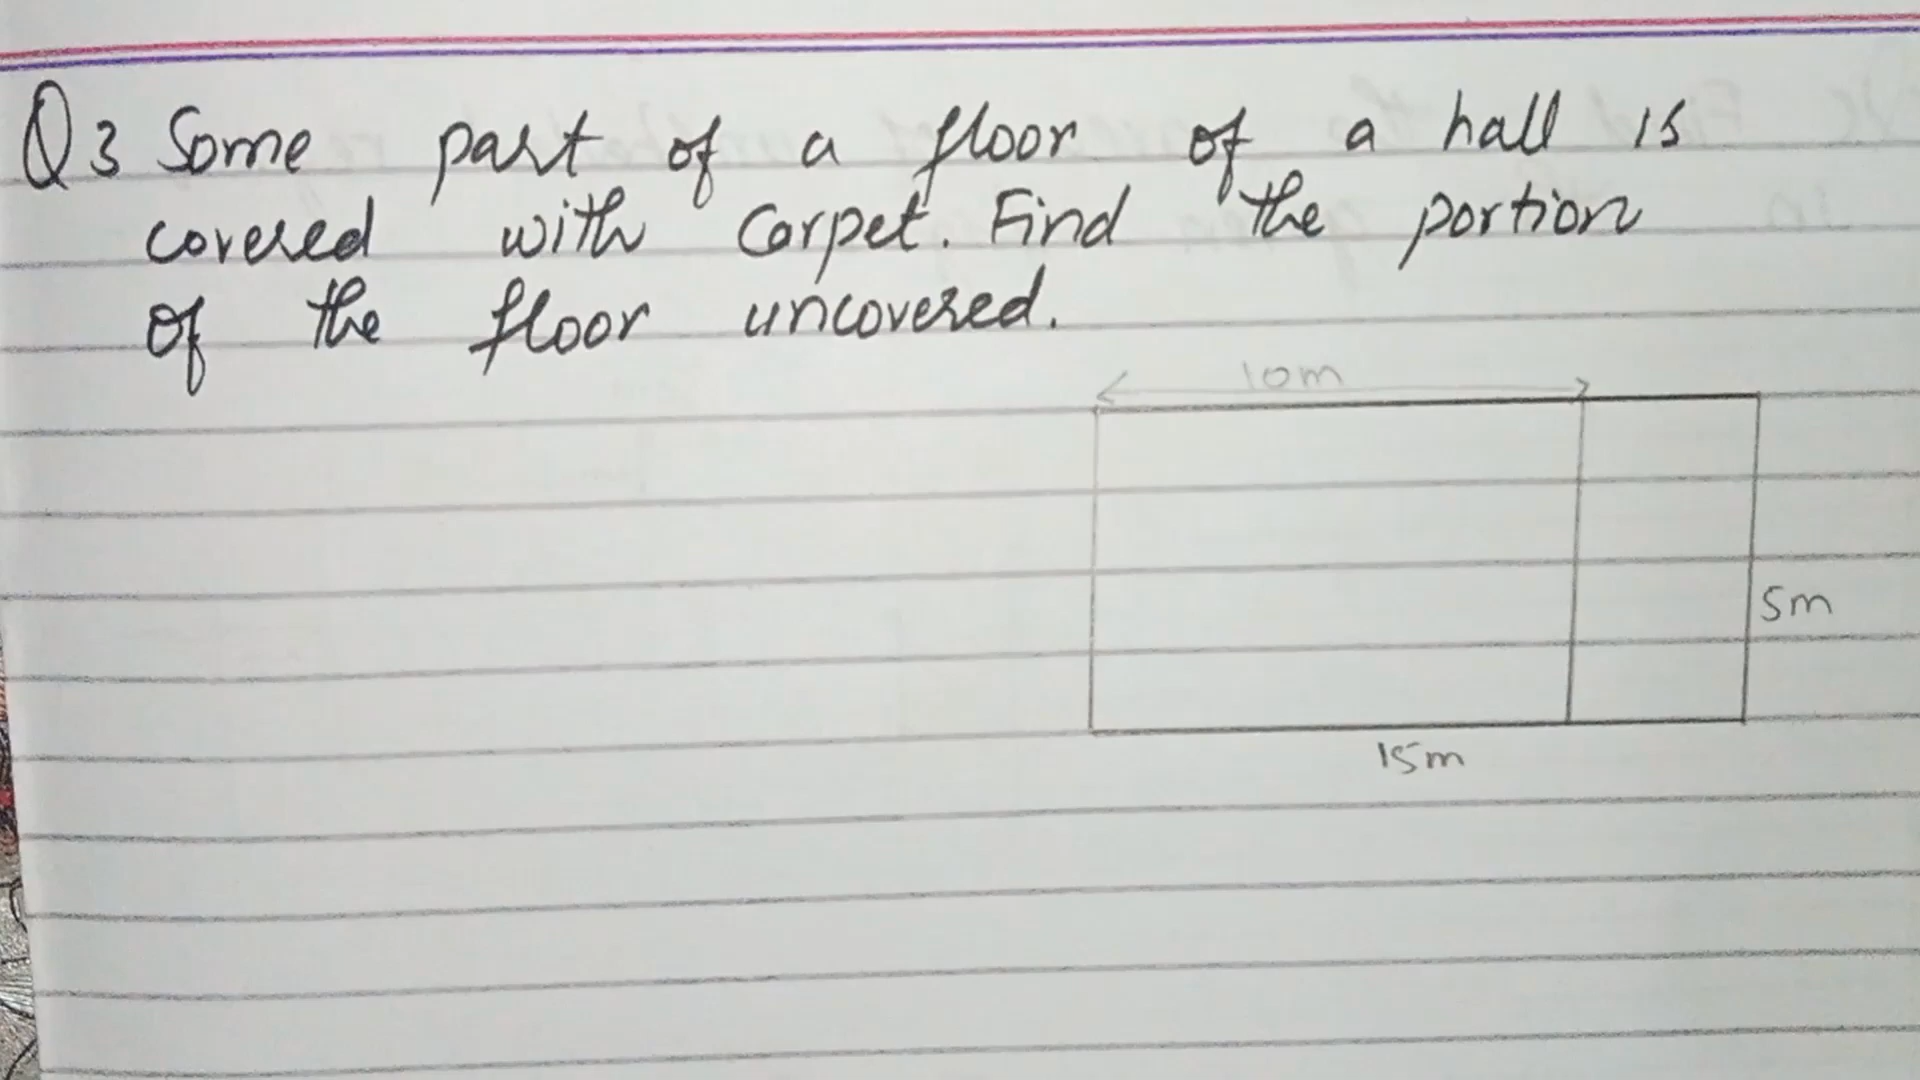 Q3 Some part of a floor of a hall is
covered with carpet. Find the portion
of the floor uncovered.
10m
5m
15m